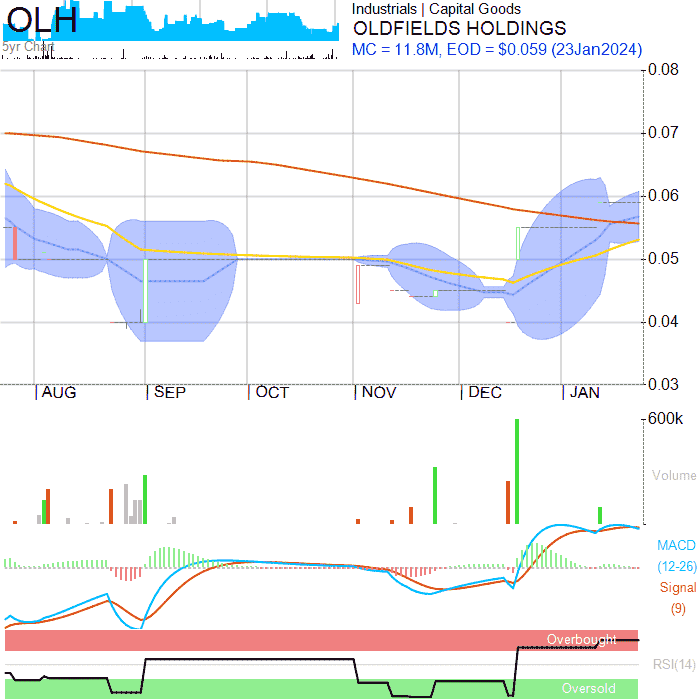 OLH
5yr Chart
Industrials | Capital Goods
OLDFIELDS HOLDINGS
MC = 11.8M, EOD = $0.059 (23Jan2024)
0.08
0.07
0.06
0.05
0.04
0.03
AUG SEP OCT NOV DEC JAN
600k
Volume
MACD
(12-26)
Signal
(9)
Overbought
RSI(14)
Oversold